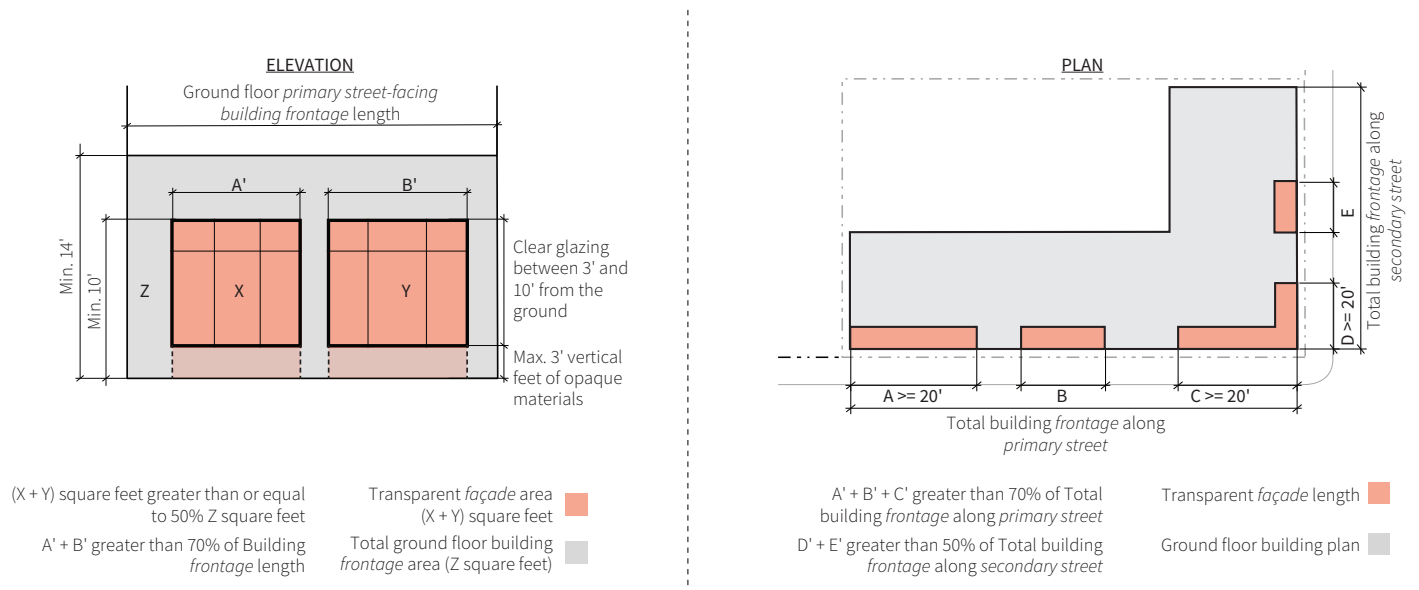 ELEVATION
Ground floor primary street-facing
building frontage length
A'
B'
Min. 14'
Min. 10'
Z
X
Y
Clear glazing
between 3' and
10' from the
ground
Max. 3' vertical
feet of opaque
materials
(X + Y) square feet greater than or equal
to 50% Z square feet
A' + B' greater than 70% of Building
frontage length
Transparent façade area
(X + Y) square feet
Total ground floor building
frontage area (Z square feet)
PLAN
E
D >= 20'
Total building frontage along
secondary street
A >= 20'
B
C >= 20'
Total building frontage along
primary street
A' + B' + C' greater than 70% of Total
building frontage along primary street
D' + E' greater than 50% of Total building
frontage along secondary street
Transparent façade length
Ground floor building plan